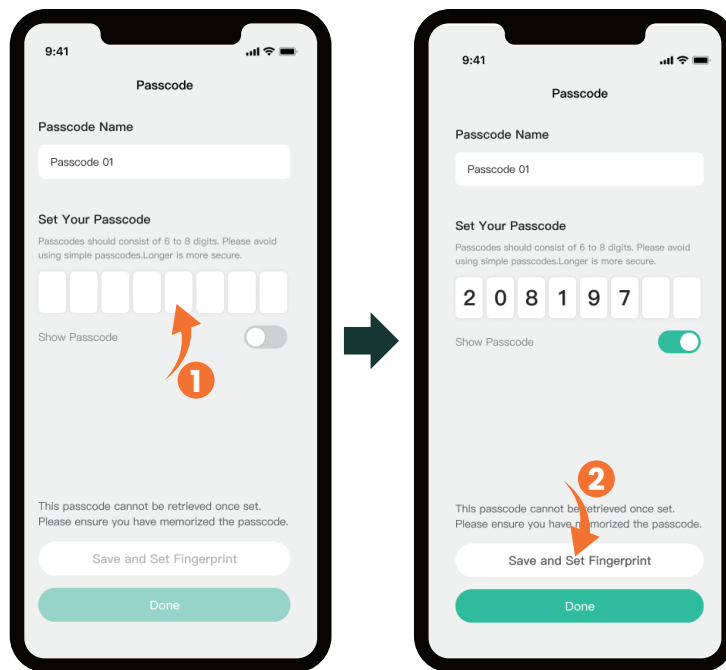 9:41
Passcode
Passcode Name
Passcode 01
Set Your Passcode
Passcodes should consist of 6 to 8 digits. Please avoid
using simple passcodes.Longer is more secure.
Show Passcode
1
This passcode cannot be retrieved once set.
Please ensure you have memorized the passcode.
Save and Set Fingerprint
Done
9:41
Passcode
Passcode Name
Passcode 01
Set Your Passcode
Passcodes should consist of 6 to 8 digits. Please avoid
using simple passcodes.Longer is more secure.
2 0 8 1 9 7
Show Passcode
2
This passcode cannot be retrieved once set.
Please ensure you have memorized the passcode.
Save and Set Fingerprint
Done